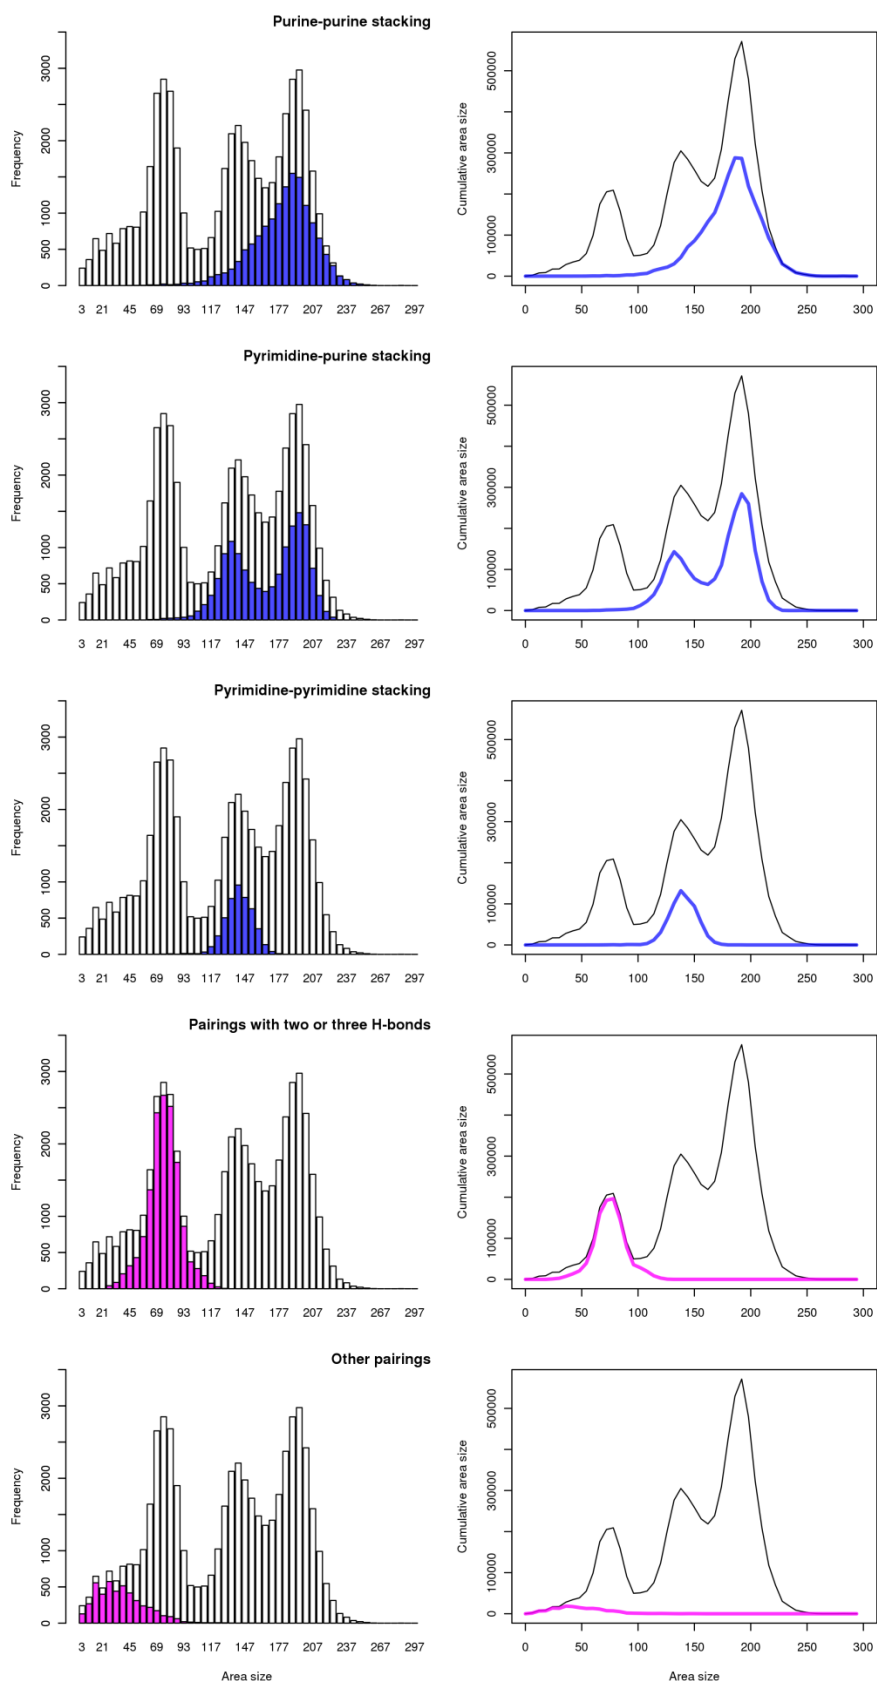 Purine-purine stacking
Frequency
0 500 1000 2000 3000
3 21 45 69 93 117 147 177 207 237 267 297
Cumulative area size
0 100000 300000 500000
0 50 100 150 200 250 300
Pyrimidine-purine stacking
Frequency
0 500 1000 2000 3000
3 21 45 69 93 117 147 177 207 237 267 297
Cumulative area size
0 100000 300000 500000
0 50 100 150 200 250 300
Pyrimidine-pyrimidine stacking
Frequency
0 500 1000 2000 3000
3 21 45 69 93 117 147 177 207 237 267 297
Cumulative area size
0 100000 300000 500000
0 50 100 150 200 250 300
Pairings with two or three H-bonds
Frequency
0 500 1000 2000 3000
3 21 45 69 93 117 147 177 207 237 267 297
Cumulative area size
0 100000 300000 500000
0 50 100 150 200 250 300
Other pairings
Frequency
0 500 1000 2000 3000
3 21 45 69 93 117 147 177 207 237 267 297
Area size
Cumulative area size
0 100000 300000 500000
0 50 100 150 200 250 300
Area size